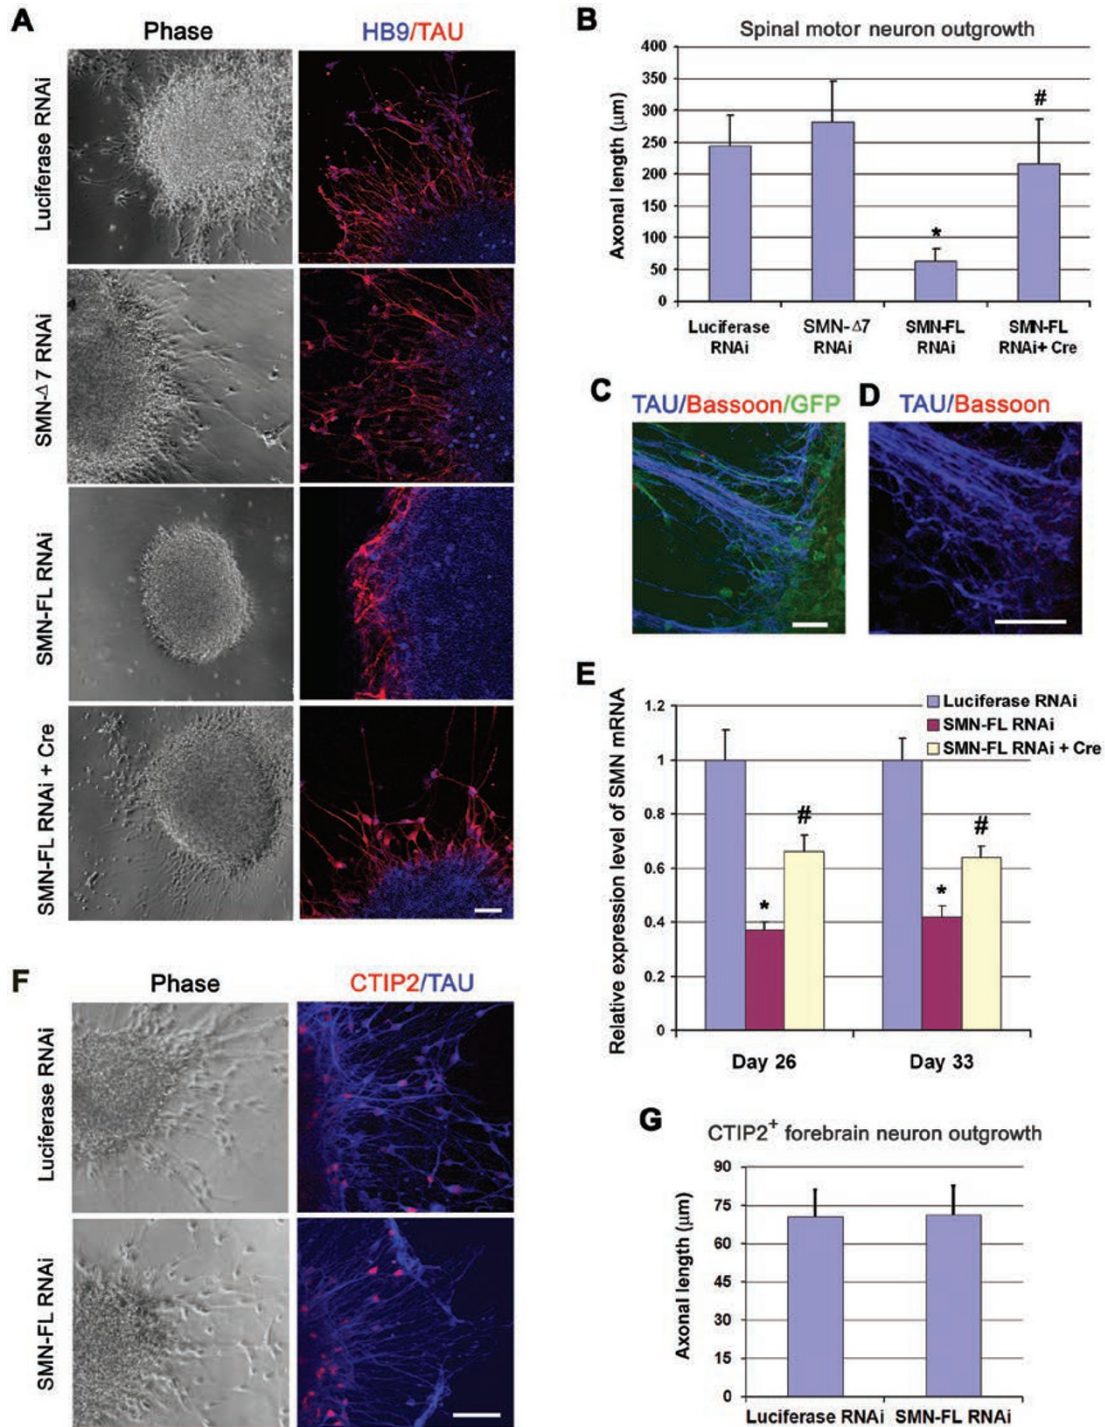 A
Phase
HB9/TAU
Luciferase RNAi
SMN-Δ7 RNAi
SMN-FL RNAi
SMN-FL RNAi + Cre
B
Spinal motor neuron outgrowth
Axonal length (μm)
400
350
300
250
200
150
100
50
0
*
#
Luciferase
RNAi
SMN-Δ7
RNAi
SMN-FL
RNAi
SMN-FL
RNAi+ Cre
C
TAU/Bassoon/GFP
D
TAU/Bassoon
E
Relative expression level of SMN mRNA
1.2
1
0.8
0.6
0.4
0.2
0
Luciferase RNAi
SMN-FL RNAi
SMN-FL RNAi + Cre
*
#
*
#
Day 26
Day 33
F
Phase
CTIP2/TAU
Luciferase RNAi
SMN-FL RNAi
G
CTIP2⁺ forebrain neuron outgrowth
Axonal length (μm)
90
75
60
45
30
15
0
Luciferase RNAi
SMN-FL RNAi